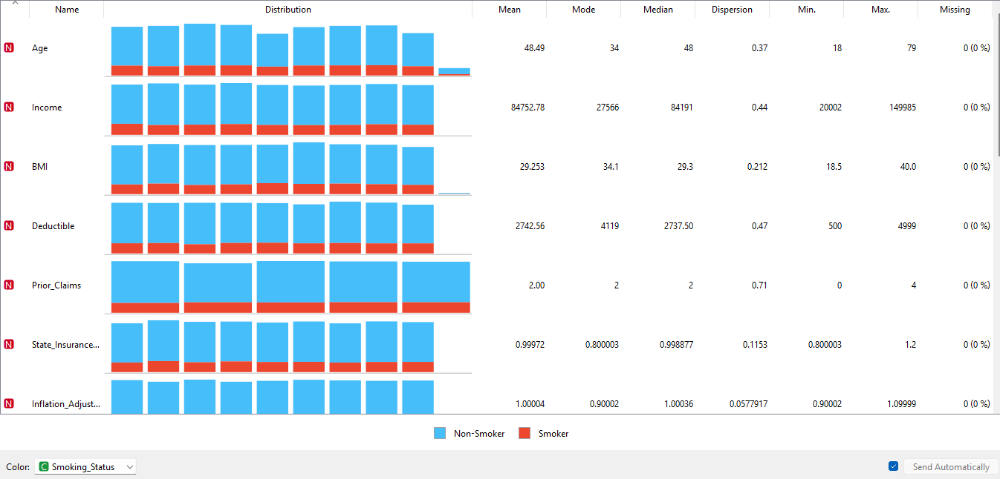 Name Distribution Mean Mode Median Dispersion Min. Max. Missing
N Age 48.49 34 48 0.37 18 79 0 (0 %)
N Income 84752.78 27566 84191 0.44 20002 149985 0 (0 %)
N BMI 29.253 34.1 29.3 0.212 18.5 40.0 0 (0 %)
N Deductible 2742.56 4119 2737.50 0.47 500 4999 0 (0 %)
N Prior_Claims 2.00 2 2 0.71 0 4 0 (0 %)
N State_Insurance... 0.99972 0.800003 0.998877 0.1153 0.800003 1.2 0 (0 %)
N Inflation_Adjust... 1.00004 0.90002 1.00036 0.0577917 0.90002 1.09999 0 (0 %)
Non-Smoker Smoker
Color: C Smoking_Status Send Automatically